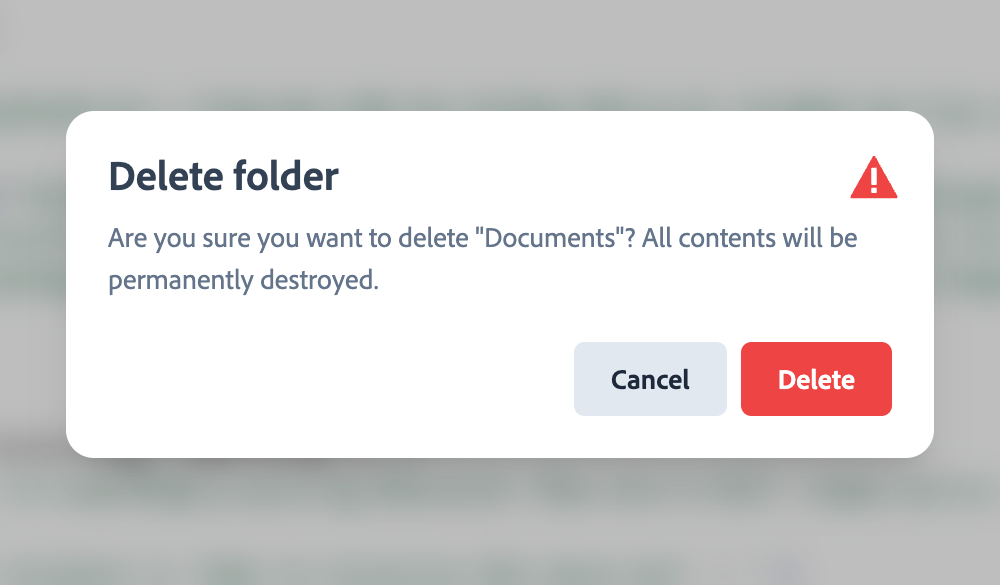 Delete folder
Are you sure you want to delete "Documents"? All contents will be
permanently destroyed.
Cancel
Delete